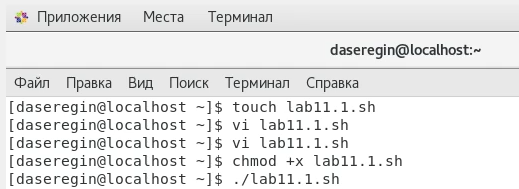 Приложения Места Терминал
daseregin@localhost:~
Файл Правка Вид Поиск Терминал Справка
[daseregin@localhost ~]$ touch lab11.1.sh
[daseregin@localhost ~]$ vi lab11.1.sh
[daseregin@localhost ~]$ vi lab11.1.sh
[daseregin@localhost ~]$ chmod +x lab11.1.sh
[daseregin@localhost ~]$ ./lab11.1.sh